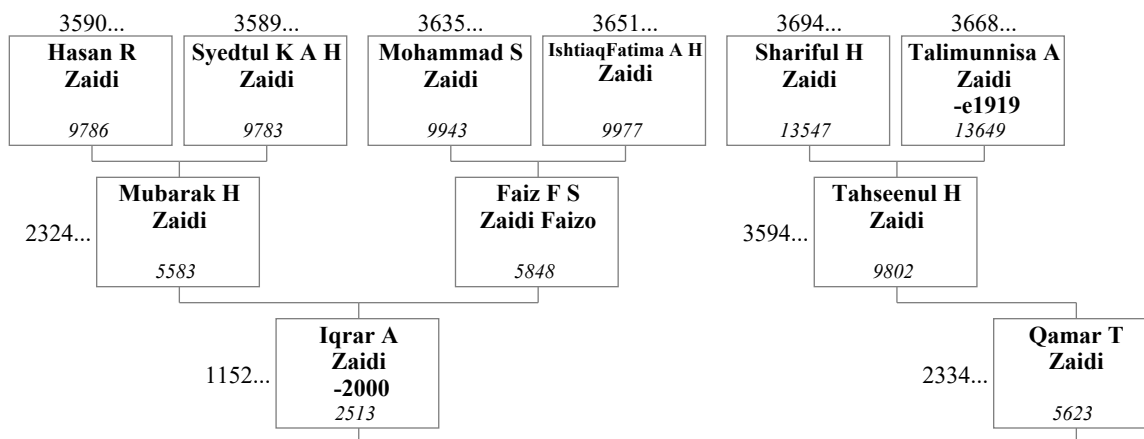 3590...
3589...
3635...
3651...
3694...
3668...
Hasan R
Zaidi
9786
Syedtul K A H
Zaidi
9783
Mohammad S
Zaidi
9943
IshtiaqFatima A H
Zaidi
9977
Shariful H
Zaidi
13547
Talimunnisa A
Zaidi
-e1919
13649
2324...
Mubarak H
Zaidi
5583
Faiz F S
Zaidi Faizo
5848
3594...
Tahseenul H
Zaidi
9802
1152...
Iqrar A
Zaidi
-2000
2513
2334...
Qamar T
Zaidi
5623